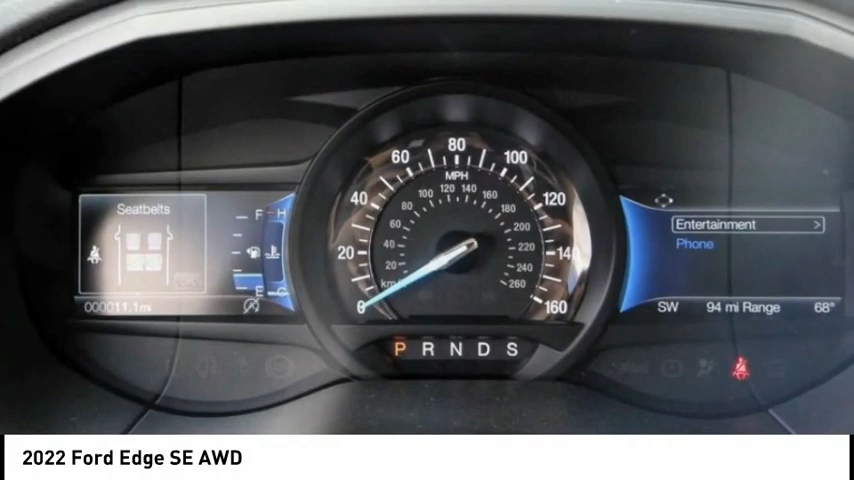 Seatbelts
OK
F H
E C
000011.1mi
0 20 40 60 80 100 120 140 160
MPH
km/h 20 40 60 80 100 120 140 160 180 200 220 240 260
P R N D S
Entertainment >
Phone
SW 94 mi Range 68°
2022 Ford Edge SE AWD